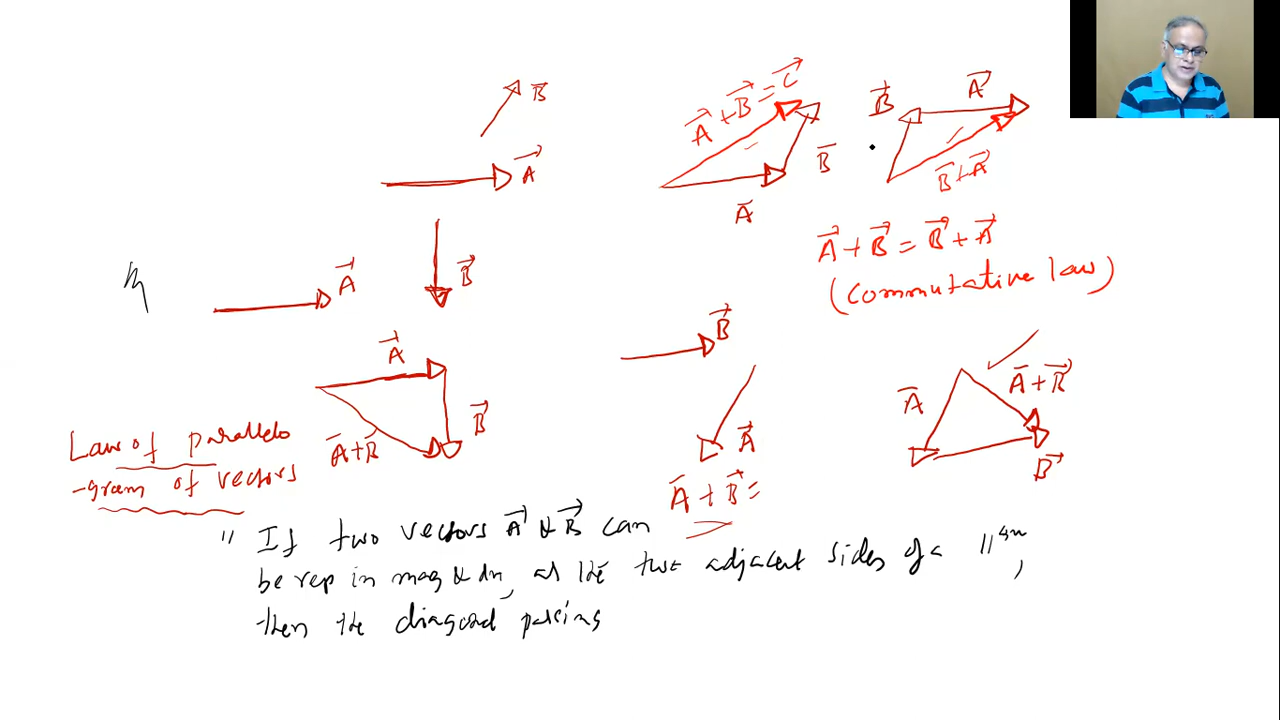 B⃗
A⃗
A⃗ + B⃗ = C⃗
B⃗
A⃗
B⃗
A⃗
B⃗ + A⃗
A⃗ + B⃗ = B⃗ + A⃗
(commutative law)
A⃗
B⃗
A⃗
B⃗
A⃗ + B⃗
B⃗
A⃗
A⃗ + B⃗ =
A⃗
A⃗ + B⃗
B⃗
Law of parallelo
-gram of vectors
" If two vectors A⃗ & B⃗ can
be rep in mag & dn, as the two adjacent sides of a ||gm,
then the diagonal passing